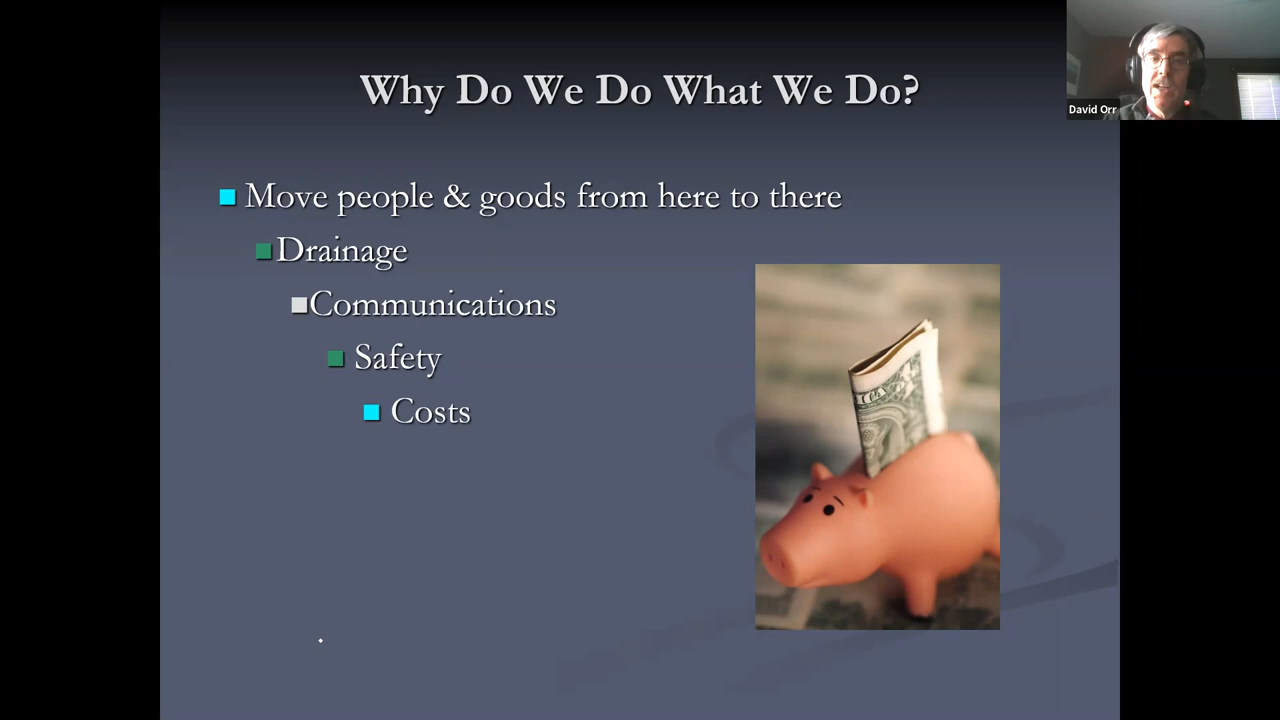 Why Do We Do What We Do?
Move people & goods from here to there
Drainage
Communications
Safety
Costs
David Orr